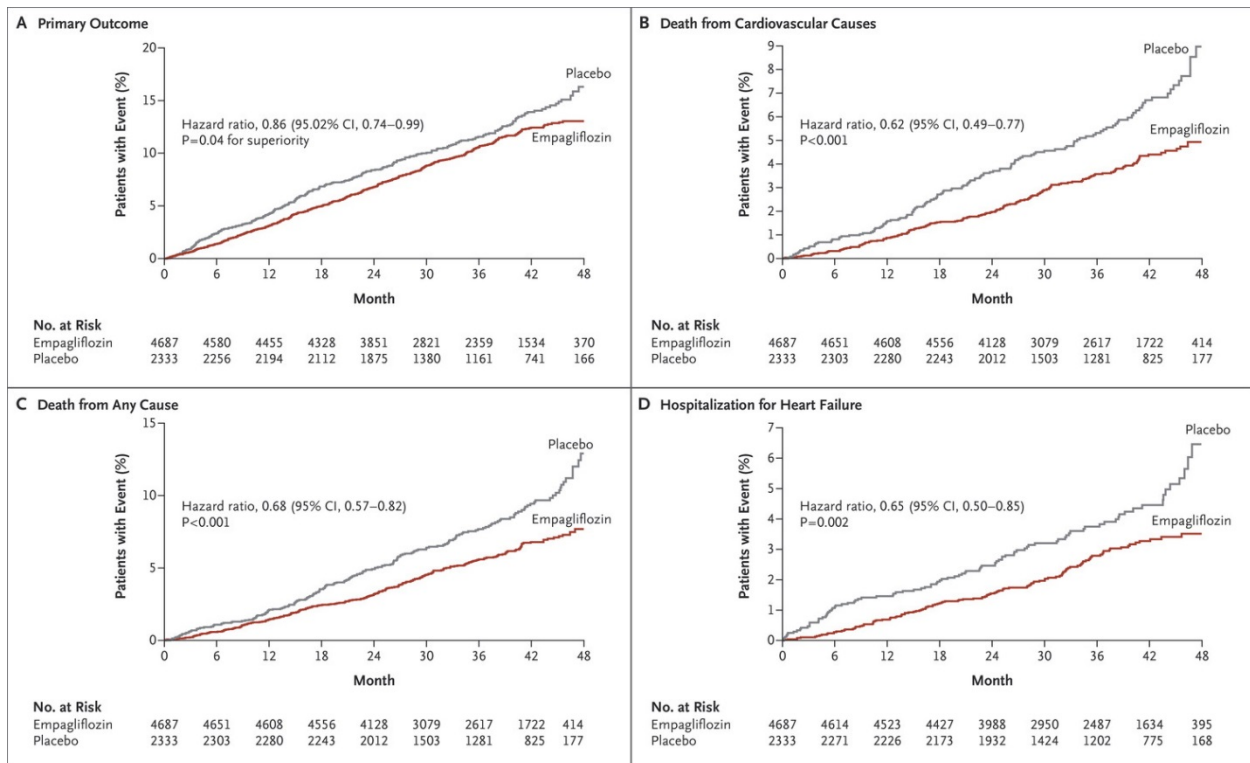 A Primary Outcome
Patients with Event (%)
20
15
10
5
0
Placebo
Hazard ratio, 0.86 (95.02% CI, 0.74–0.99)
P=0.04 for superiority
Empagliflozin
0 6 12 18 24 30 36 42 48
Month
No. at Risk
Empagliflozin 4687 4580 4455 4328 3851 2821 2359 1534 370
Placebo 2333 2256 2194 2112 1875 1380 1161 741 166
B Death from Cardiovascular Causes
Patients with Event (%)
9
8
7
6
5
4
3
2
1
0
Placebo
Hazard ratio, 0.62 (95% CI, 0.49–0.77)
P<0.001
Empagliflozin
0 6 12 18 24 30 36 42 48
Month
No. at Risk
Empagliflozin 4687 4651 4608 4556 4128 3079 2617 1722 414
Placebo 2333 2303 2280 2243 2012 1503 1281 825 177
C Death from Any Cause
Patients with Event (%)
15
10
5
0
Placebo
Hazard ratio, 0.68 (95% CI, 0.57–0.82)
P<0.001
Empagliflozin
0 6 12 18 24 30 36 42 48
Month
No. at Risk
Empagliflozin 4687 4651 4608 4556 4128 3079 2617 1722 414
Placebo 2333 2303 2280 2243 2012 1503 1281 825 177
D Hospitalization for Heart Failure
Patients with Event (%)
7
6
5
4
3
2
1
0
Placebo
Hazard ratio, 0.65 (95% CI, 0.50–0.85)
P=0.002
Empagliflozin
0 6 12 18 24 30 36 42 48
Month
No. at Risk
Empagliflozin 4687 4614 4523 4427 3988 2950 2487 1634 395
Placebo 2333 2271 2226 2173 1932 1424 1202 775 168